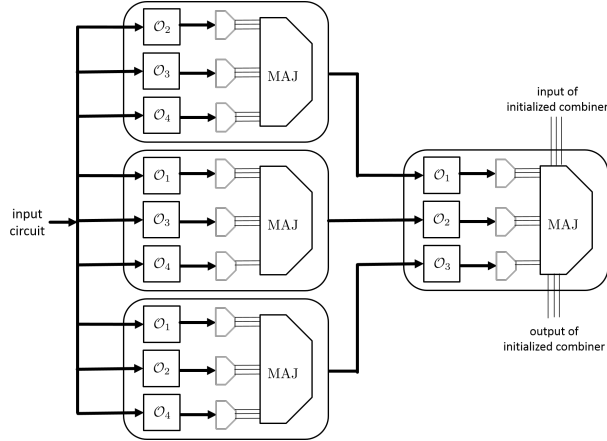 O₂
O₃
O₄
MAJ
O₁
O₃
O₄
MAJ
O₁
O₂
O₄
MAJ
input
circuit
O₁
O₂
O₃
MAJ
input of
initialized combiner
output of
initialized combiner